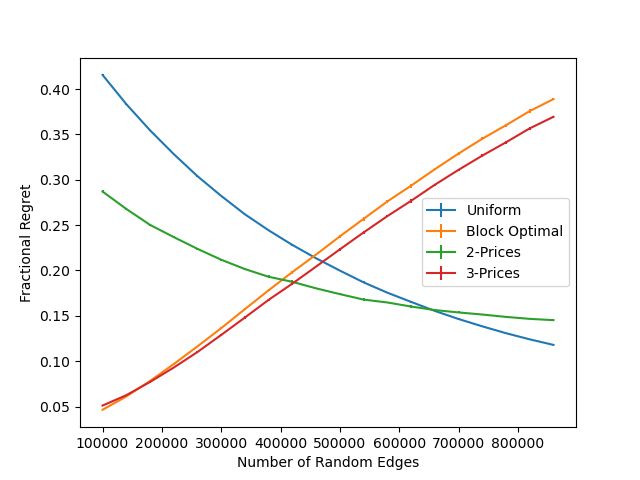 0.40
0.35
0.30
0.25
0.20
0.15
0.10
0.05
Fractional Regret
Uniform
Block Optimal
2-Prices
3-Prices
100000 200000 300000 400000 500000 600000 700000 800000
Number of Random Edges